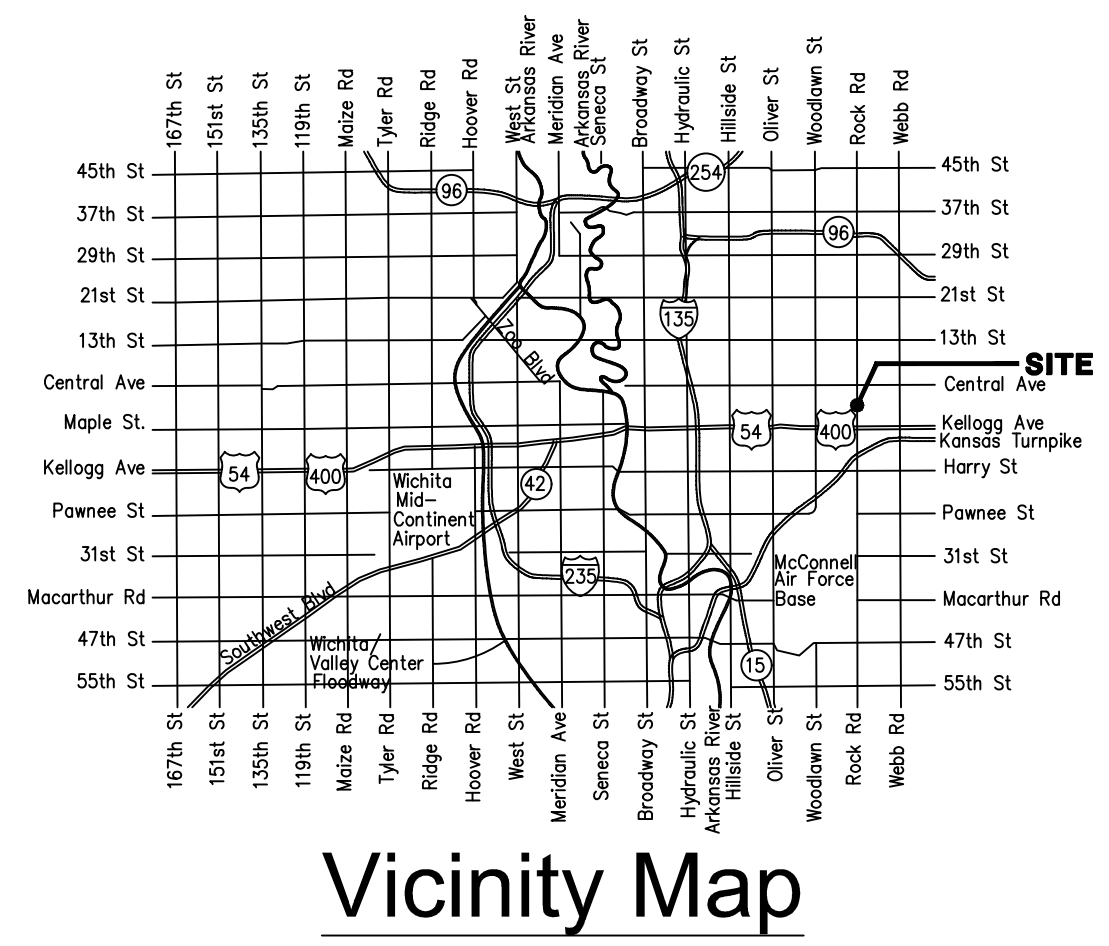 167th St
151st St
135th St
119th St
Maize Rd
Tyler Rd
Ridge Rd
Hoover Rd
West St
Arkansas River
Meridian Ave
Arkansas River
Seneca St
Broadway St
Hydraulic St
Hillside St
Oliver St
Woodlawn St
Rock Rd
Webb Rd
45th St
37th St
29th St
21st St
13th St
Central Ave
Maple St.
Kellogg Ave
Pawnee St
31st St
Macarthur Rd
47th St
55th St
96
254
96
135
Zoo Blvd
54
400
54
400
42
Wichita
Mid-
Continent
Airport
235
McConnell
Air Force
Base
Southwest Blvd
Wichita/
Valley Center
Floodway
15
45th St
37th St
29th St
21st St
13th St
SITE
Central Ave
Kellogg Ave
Kansas Turnpike
Harry St
Pawnee St
31st St
Macarthur Rd
47th St
55th St
167th St
151st St
135th St
119th St
Maize Rd
Tyler Rd
Ridge Rd
Hoover Rd
West St
Meridian Ave
Seneca St
Broadway St
Hydraulic St
Arkansas River
Hillside St
Oliver St
Woodlawn St
Rock Rd
Webb Rd
Vicinity Map